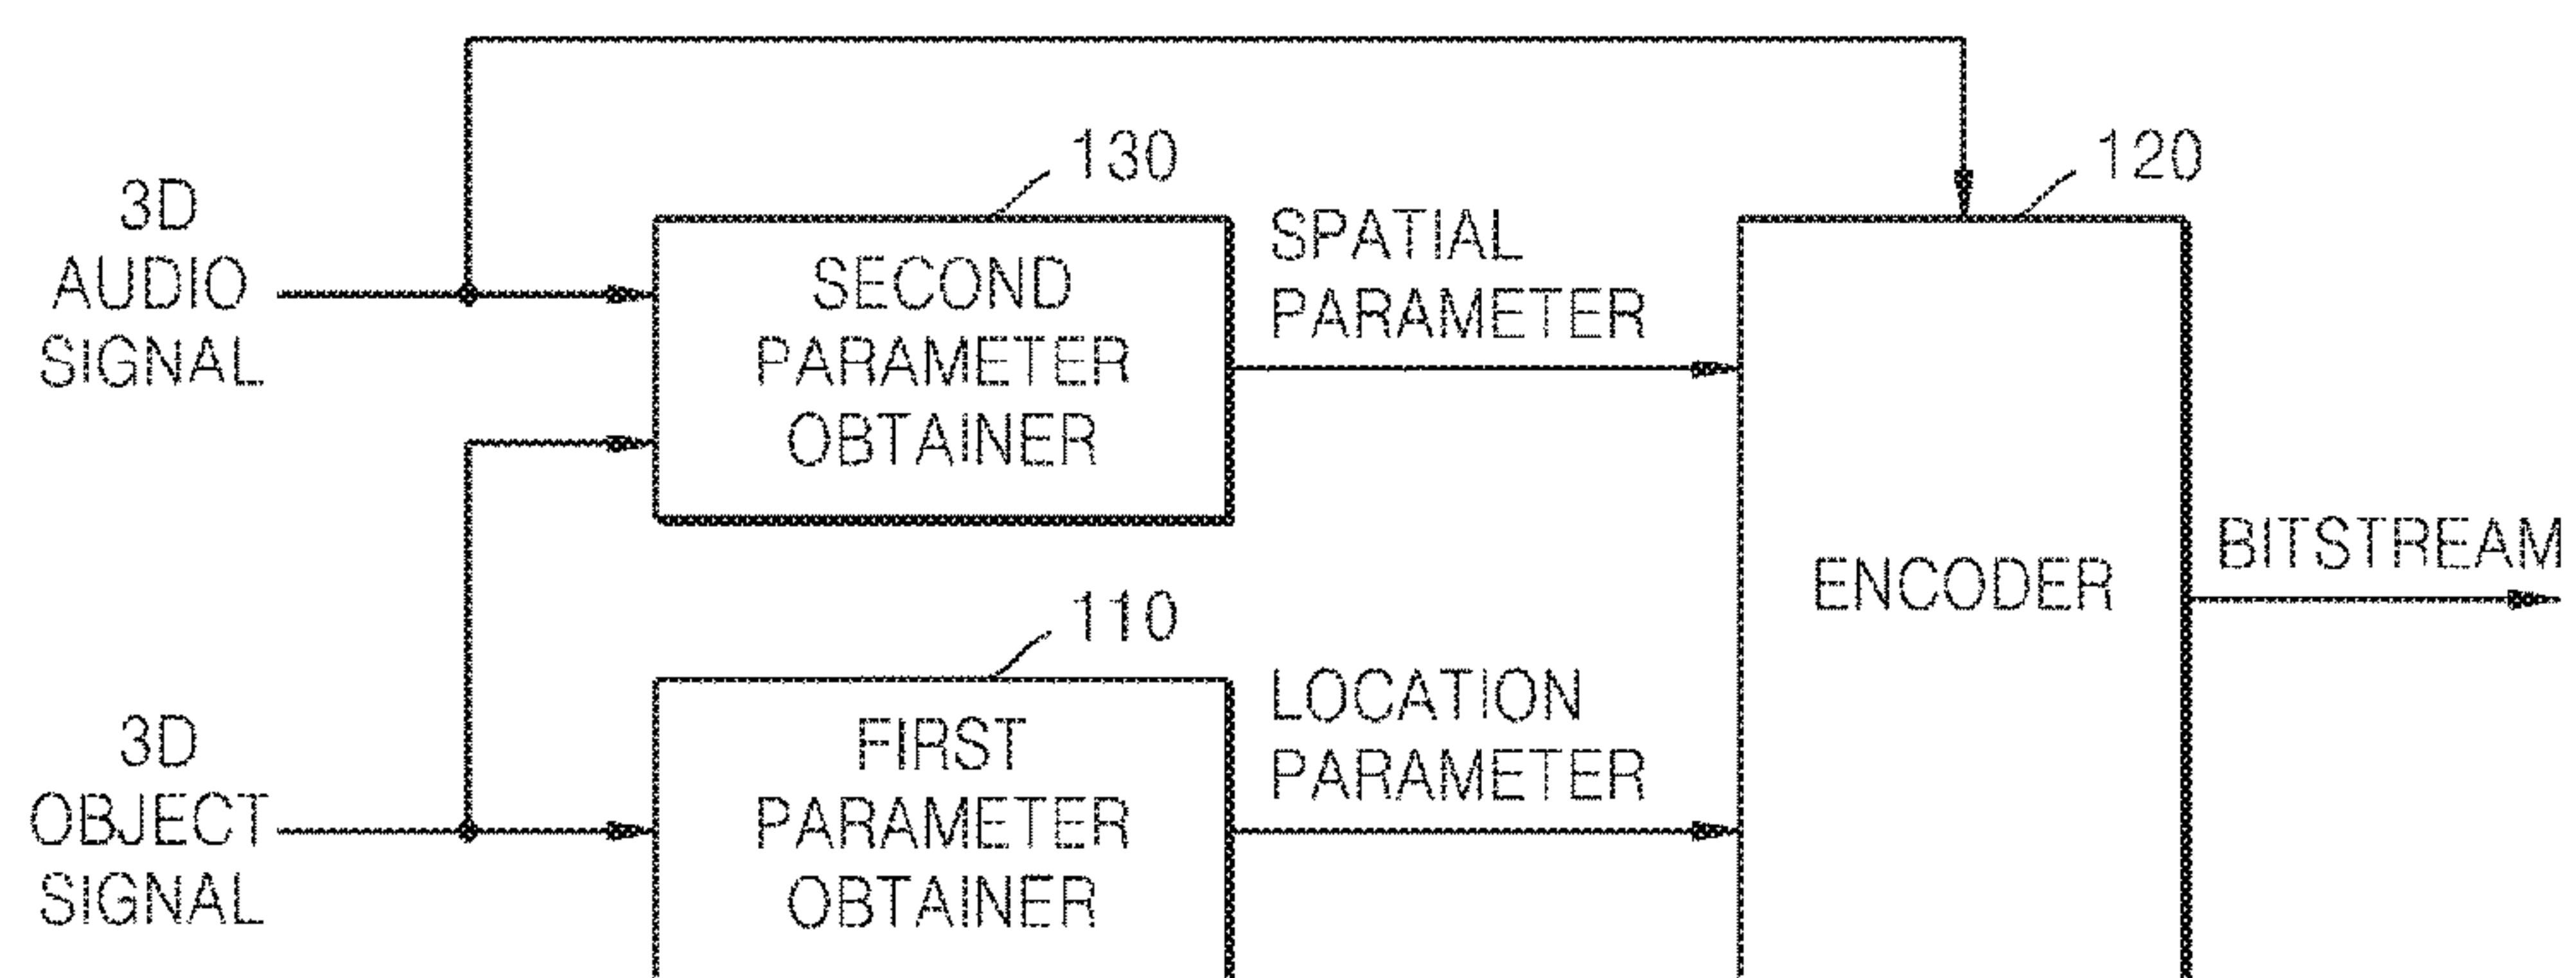 130
120
3D
AUDIO
SIGNAL
SECOND
PARAMETER
OBTAINER
SPATIAL
PARAMETER
ENCODER
BITSTREAM
110
3D
OBJECT
SIGNAL
FIRST
PARAMETER
OBTAINER
LOCATION
PARAMETER